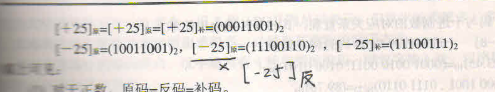 [+25]原=[+25]反=[+25]补=(00011001)₂
[-25]原=(10011001)₂，[-25]补=(11100110)₂，[-25]补=(11100111)₂
× [-25]反
对于正数，原码=反码=补码。